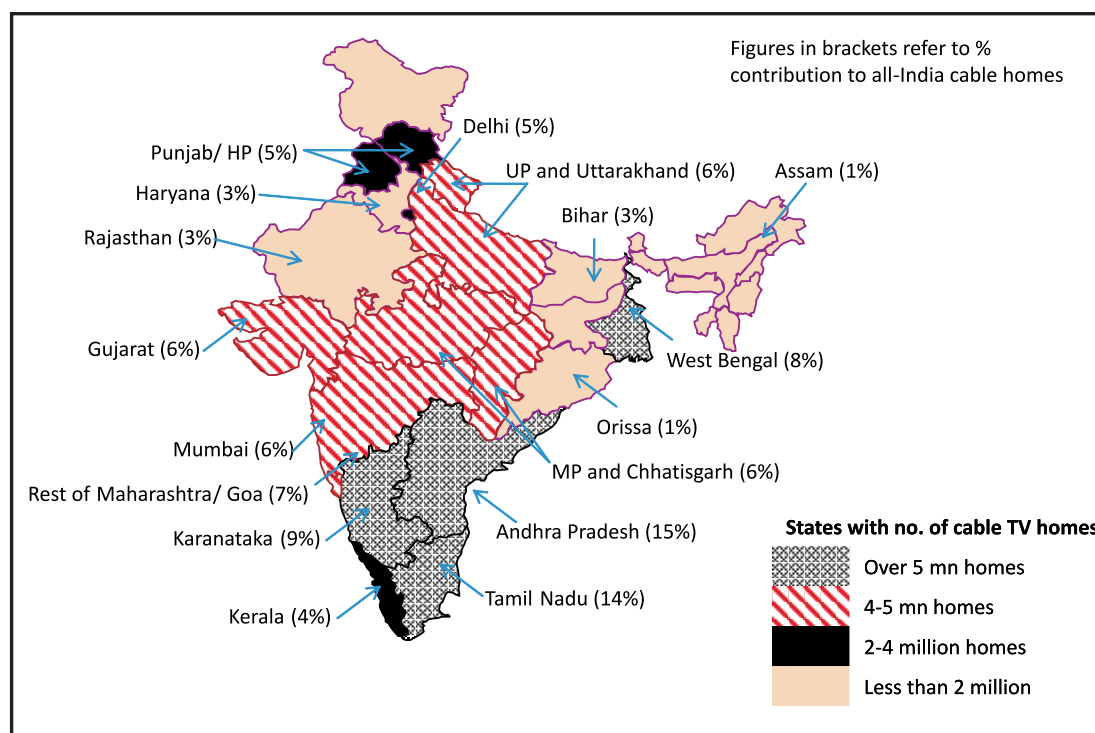 Figures in brackets refer to %
contribution to all-India cable homes
Delhi (5%)
Punjab/ HP (5%)
UP and Uttarakhand (6%)
Assam (1%)
Haryana (3%)
Bihar (3%)
Rajasthan (3%)
Gujarat (6%)
West Bengal (8%)
Orissa (1%)
Mumbai (6%)
MP and Chhatisgarh (6%)
Rest of Maharashtra/ Goa (7%)
Andhra Pradesh (15%)
Karanataka (9%)
Tamil Nadu (14%)
Kerala (4%)
States with no. of cable TV homes
Over 5 mn homes
4-5 mn homes
2-4 million homes
Less than 2 million